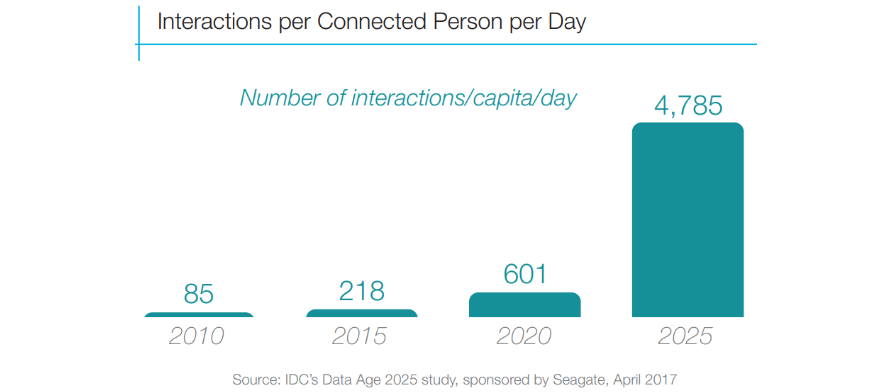 Interactions per Connected Person per Day
Number of interactions/capita/day
85
218
601
4,785
2010
2015
2020
2025
Source: IDC's Data Age 2025 study, sponsored by Seagate, April 2017